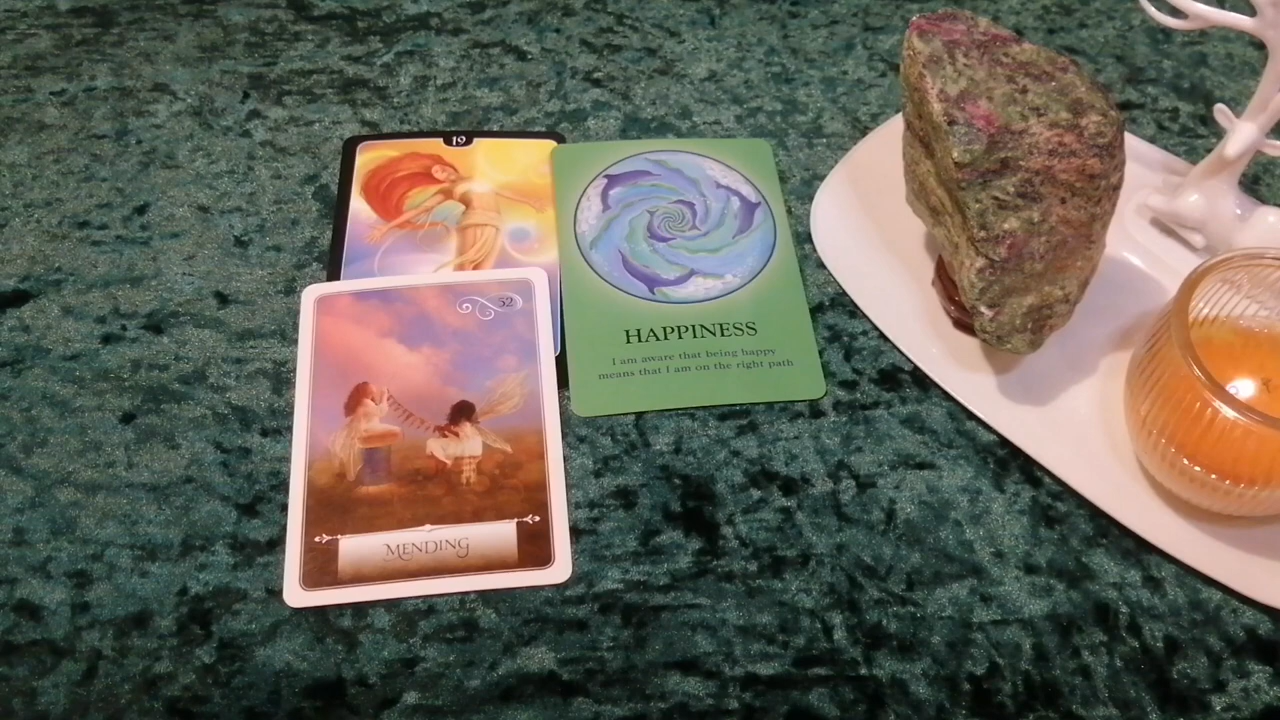 19
HAPPINESS
I am aware that being happy
means that I am on the right path
52
MENDING